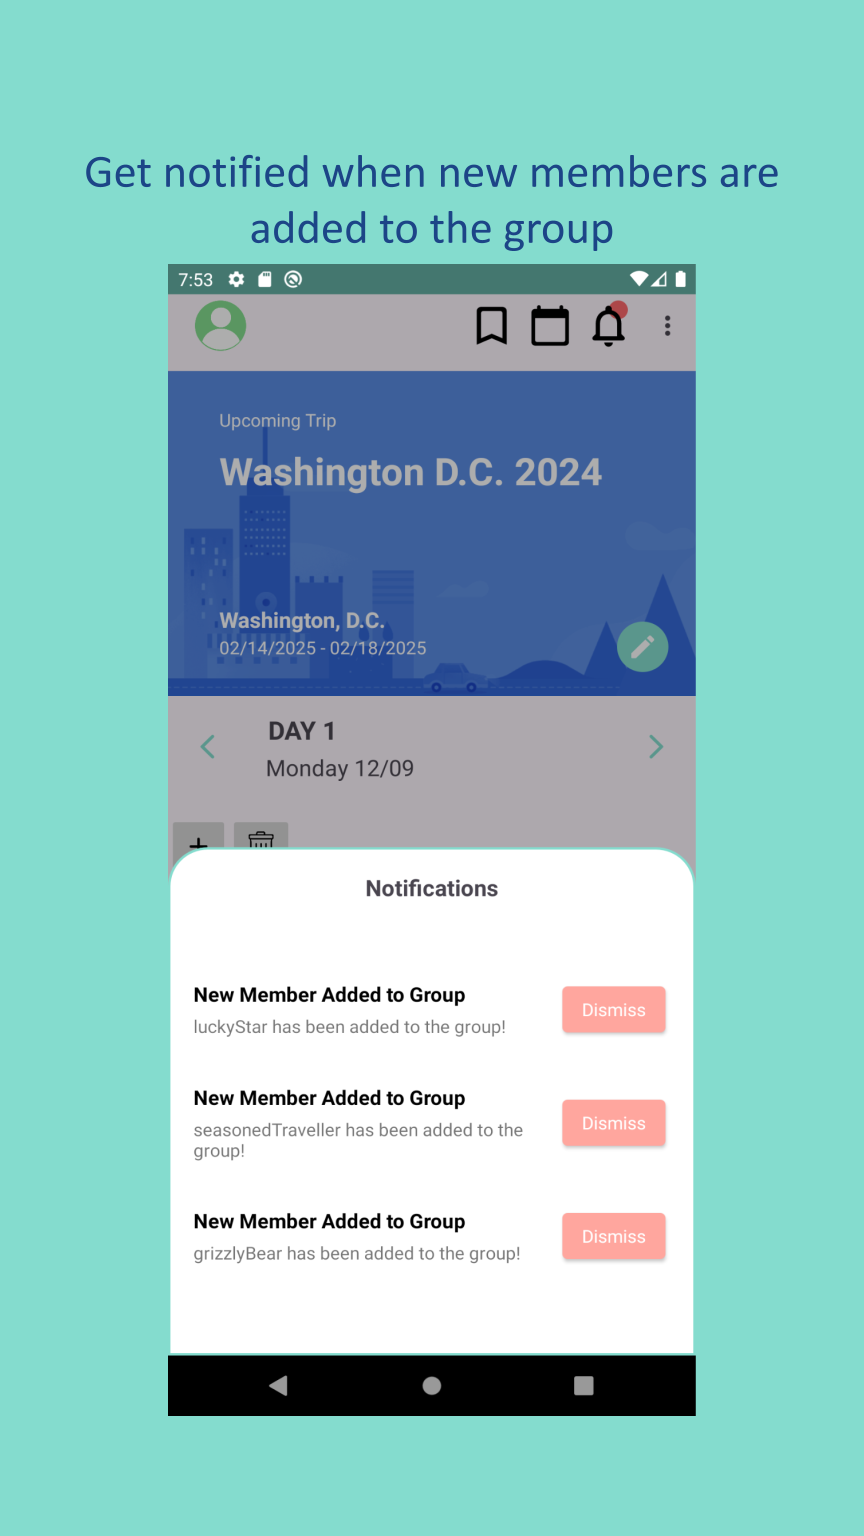 Get notified when new members are
added to the group
7:53
Upcoming Trip
Washington D.C. 2024
Washington, D.C.
02/14/2025 - 02/18/2025
DAY 1
Monday 12/09
+
Notifications
New Member Added to Group
luckyStar has been added to the group!
Dismiss
New Member Added to Group
seasonedTraveller has been added to the
group!
Dismiss
New Member Added to Group
grizzlyBear has been added to the group!
Dismiss